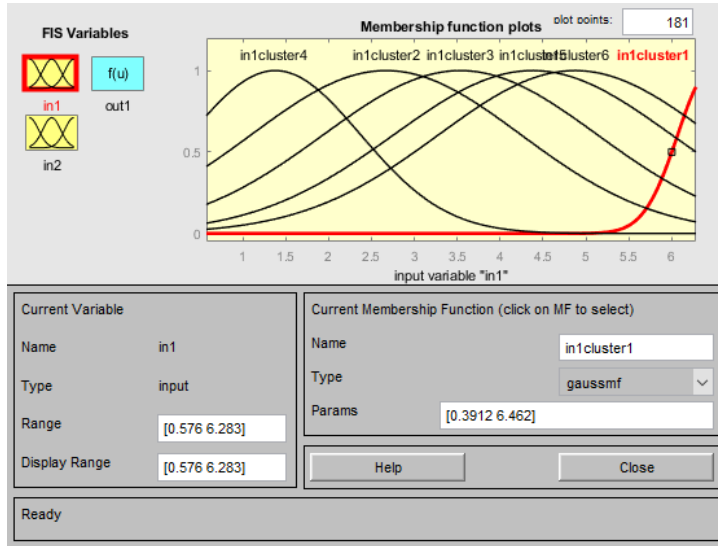 FIS Variables
f(u)
in1
out1
in2
Membership function plots
plot points:
181
in1cluster4
in1cluster2
in1cluster3
in1cluster6
in1cluster1
1
0.5
0
1
1.5
2
2.5
3
3.5
4
4.5
5
5.5
6
input variable "in1"
Current Variable
Name
in1
Type
input
Range
[0.576 6.283]
Display Range
[0.576 6.283]
Current Membership Function (click on MF to select)
Name
in1cluster1
Type
gaussmf
Params
[0.3912 6.462]
Help
Close
Ready